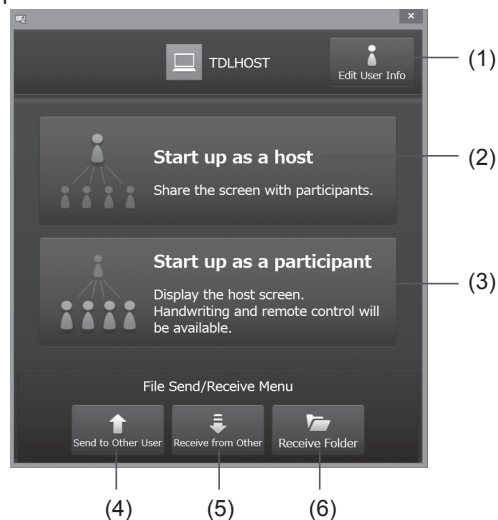 TDLHOST
Edit User Info
(1)
Start up as a host
Share the screen with participants.
(2)
Start up as a participant
Display the host screen.
Handwriting and remote control will
be available.
(3)
File Send/Receive Menu
Send to Other User
Receive from Other
Receive Folder
(4)
(5)
(6)